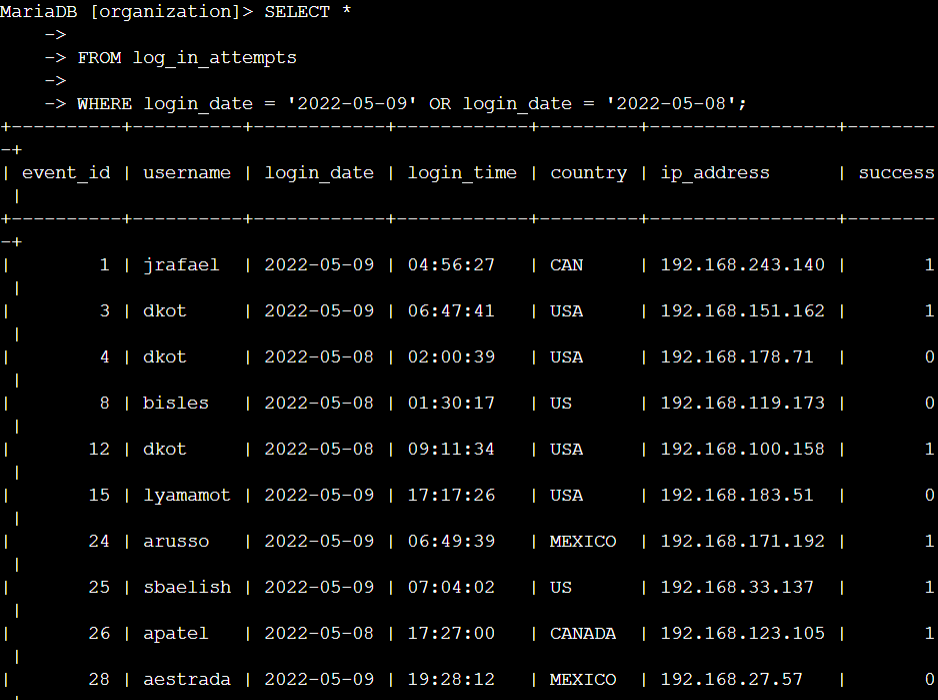 MariaDB [organization]> SELECT *
    ->
    -> FROM log_in_attempts
    ->
    -> WHERE login_date = '2022-05-09' OR login_date = '2022-05-08';
+----------+----------+------------+------------+---------+-----------------+--------
-+
| event_id | username | login_date | login_time | country | ip_address      | success
 |
+----------+----------+------------+------------+---------+-----------------+--------
-+
|        1 | jrafael  | 2022-05-09 | 04:56:27   | CAN     | 192.168.243.140 |       1
 |
|        3 | dkot     | 2022-05-09 | 06:47:41   | USA     | 192.168.151.162 |       1
 |
|        4 | dkot     | 2022-05-08 | 02:00:39   | USA     | 192.168.178.71  |       0
 |
|        8 | bisles   | 2022-05-08 | 01:30:17   | US      | 192.168.119.173 |       0
 |
|       12 | dkot     | 2022-05-08 | 09:11:34   | USA     | 192.168.100.158 |       1
 |
|       15 | lyamamot | 2022-05-09 | 17:17:26   | USA     | 192.168.183.51  |       0
 |
|       24 | arusso   | 2022-05-09 | 06:49:39   | MEXICO  | 192.168.171.192 |       1
 |
|       25 | sbaelish | 2022-05-09 | 07:04:02   | US      | 192.168.33.137  |       1
 |
|       26 | apatel   | 2022-05-08 | 17:27:00   | CANADA  | 192.168.123.105 |       1
 |
|       28 | aestrada | 2022-05-09 | 19:28:12   | MEXICO  | 192.168.27.57   |       0
 |